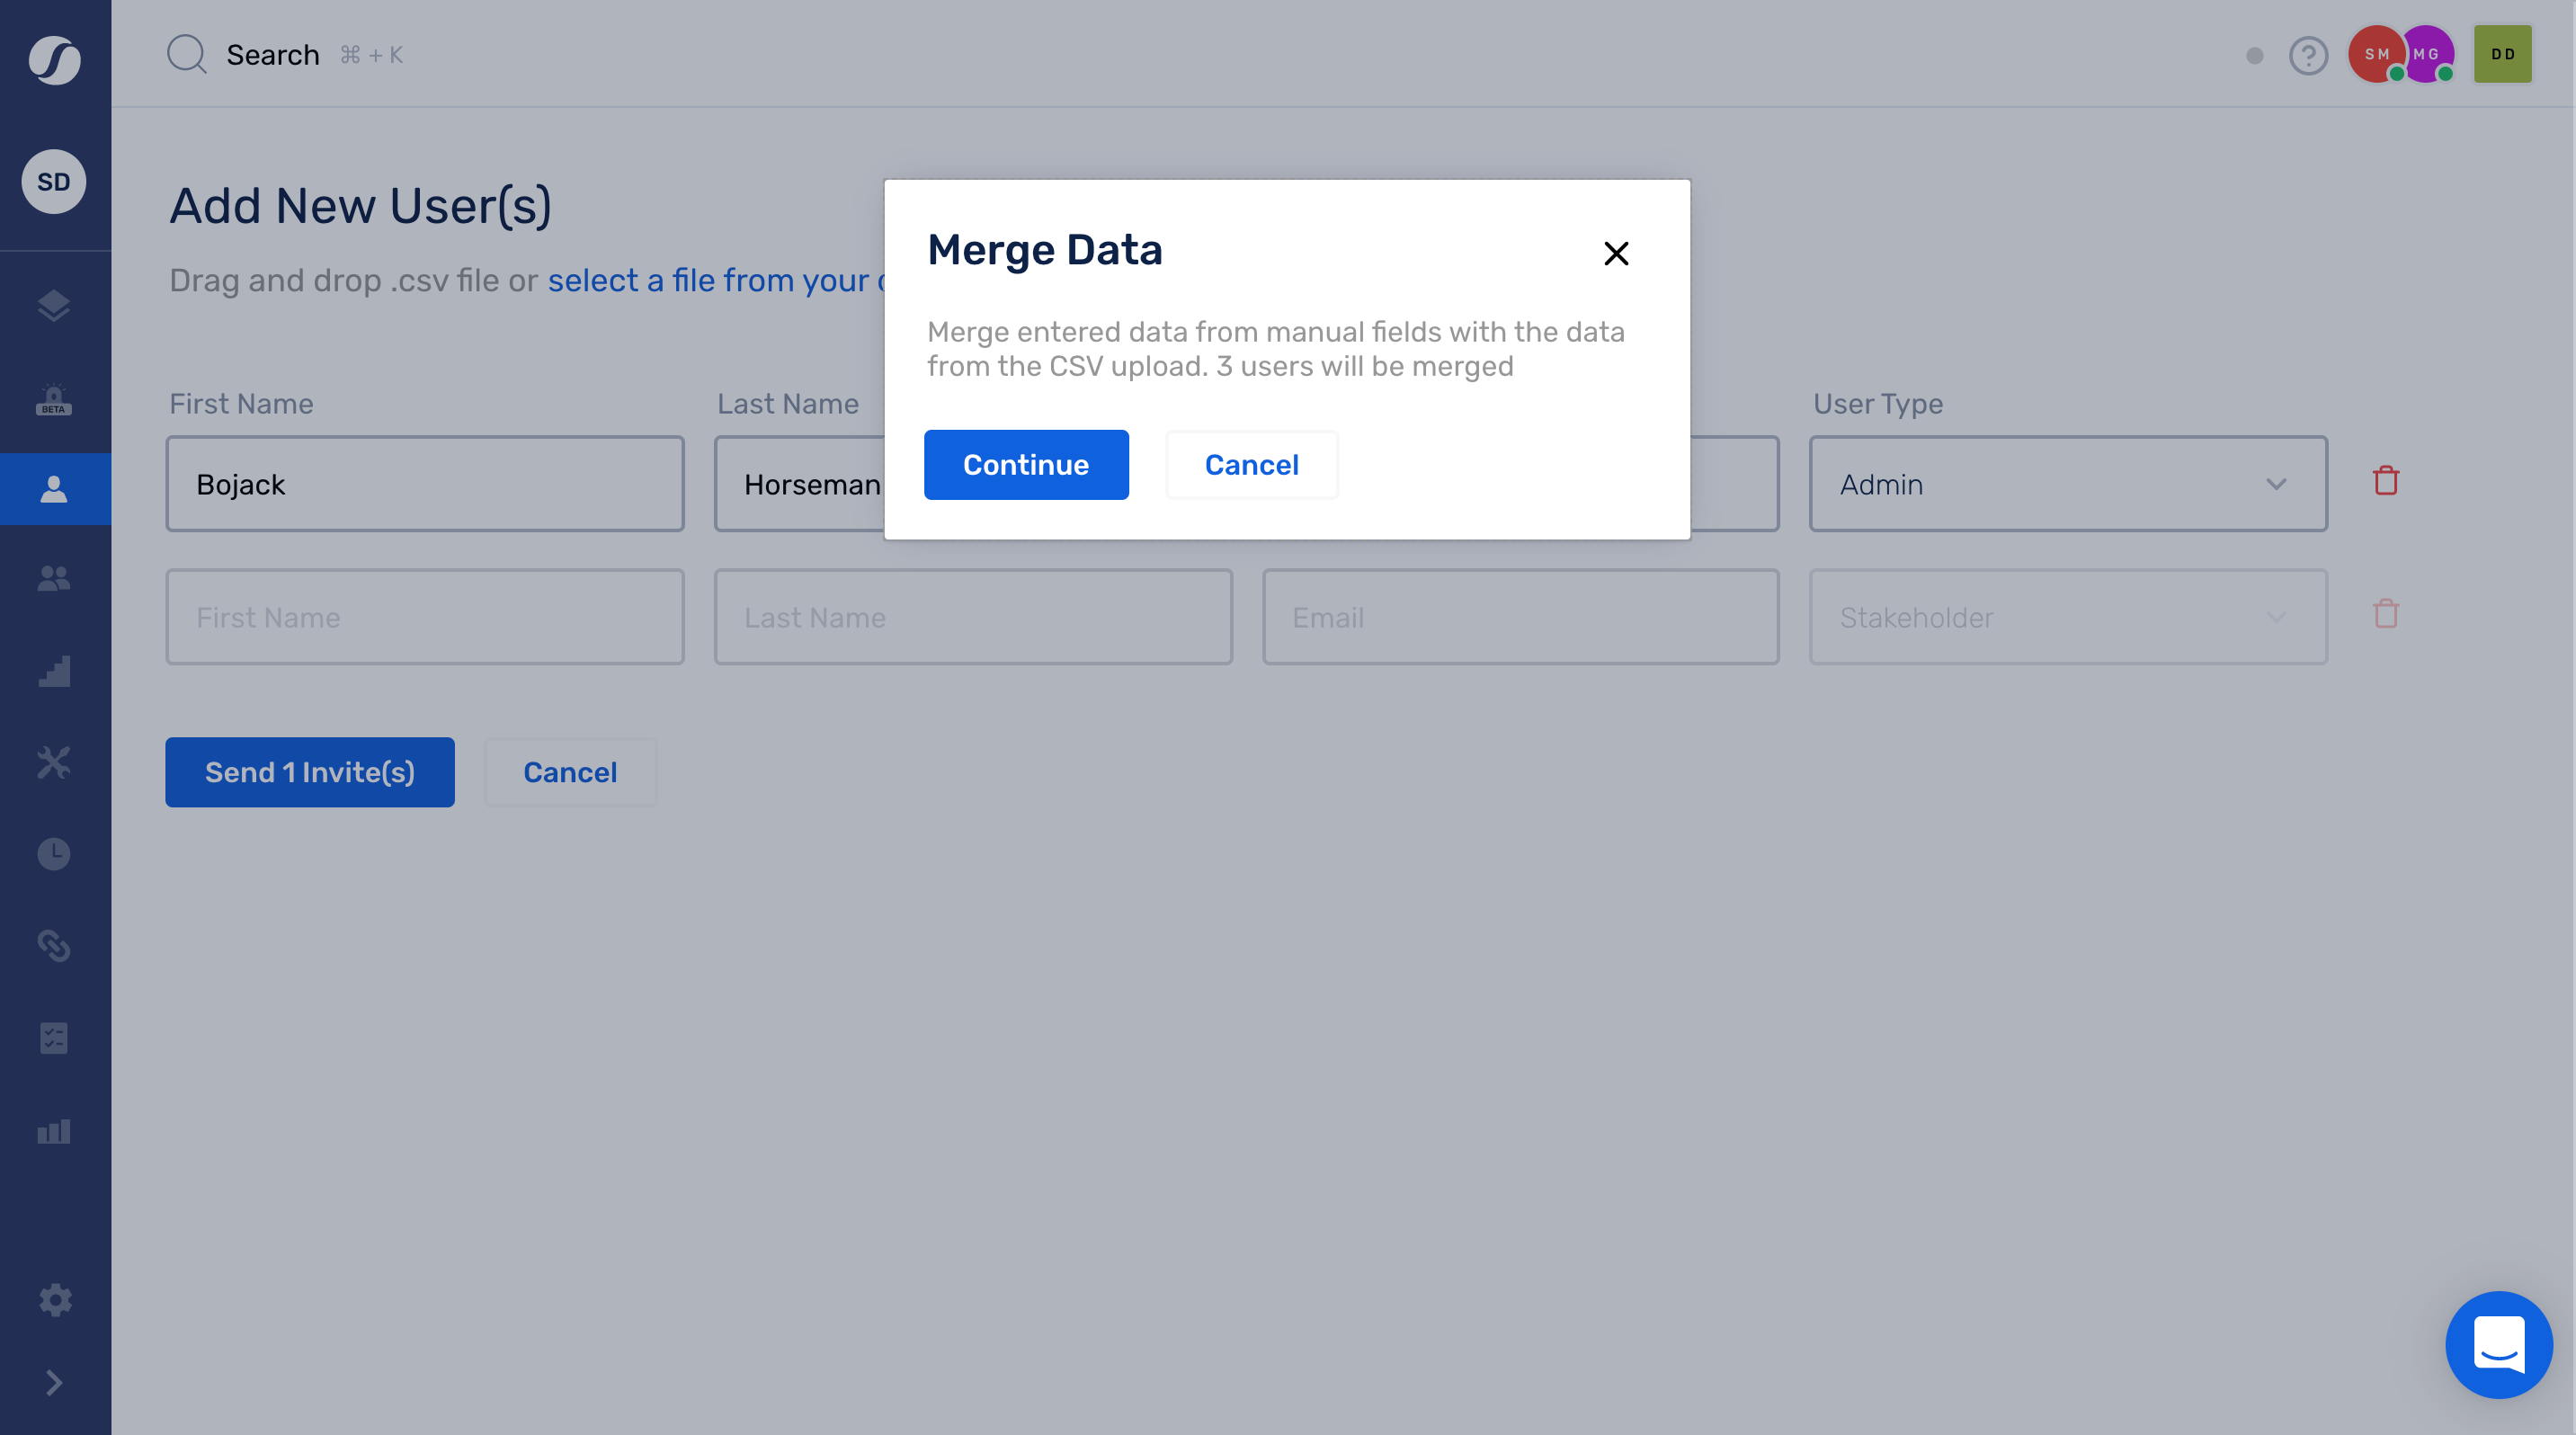 Search ⌘ + K
SM
MG
DD
SD
Add New User(s)
Drag and drop .csv file or select a file from your
Merge Data
Merge entered data from manual fields with the data
from the CSV upload. 3 users will be merged
Continue
Cancel
BETA
First Name
Last Name
User Type
Bojack
Horseman
Admin
First Name
Last Name
Email
Stakeholder
Send 1 Invite(s)
Cancel